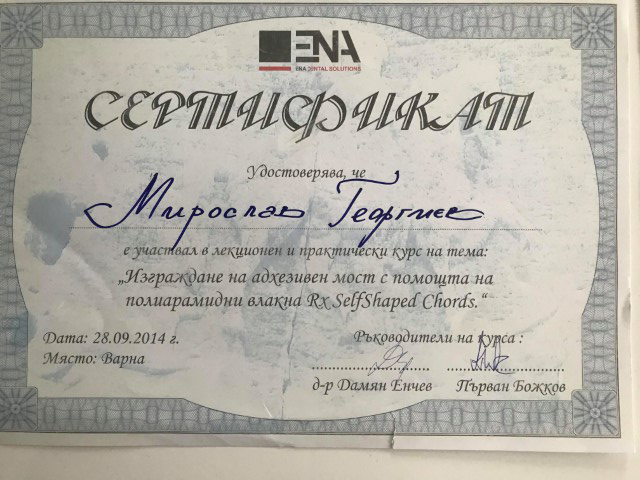 ENA
ENA DENTAL SOLUTIONS
СЕРТИФИКАТ
Удостоверява, че
Мирослав Георгиев
е участвал в лекционен и практически курс на тема:
„Изграждане на адхезивен мост с помощта на
полиарамидни влакна Rx SelfShaped Chords.“
Дата: 28.09.2014 г.
Ръководители на курса :
Място: Варна
д-р Дамян Енчев
Първан Божков